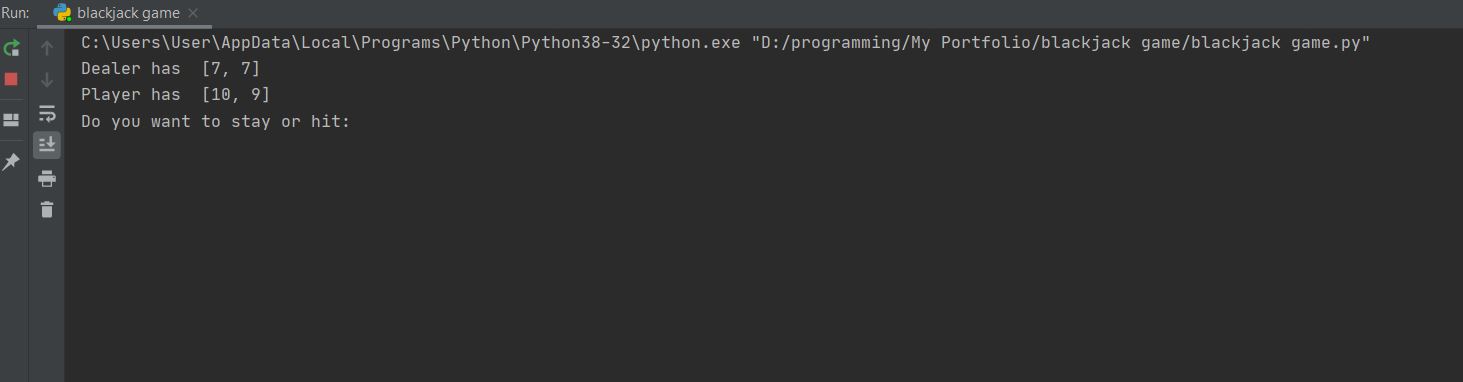 Run: blackjack game
C:\Users\User\AppData\Local\Programs\Python\Python38-32\python.exe "D:/programming/My Portfolio/blackjack game/blackjack game.py"
Dealer has  [7, 7]
Player has  [10, 9]
Do you want to stay or hit: